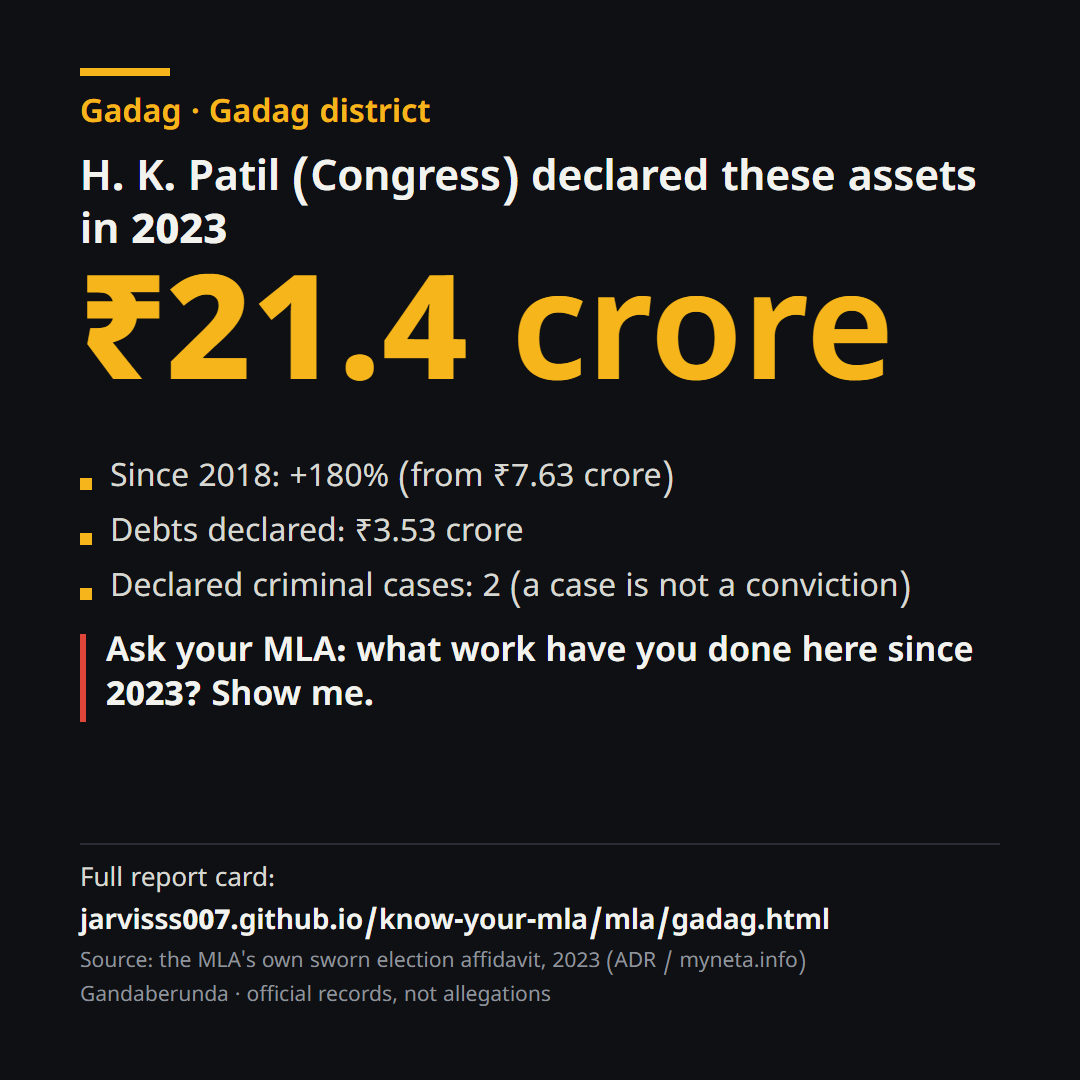 Gadag · Gadag district
H. K. Patil (Congress) declared these assets
in 2023
₹21.4 crore
Since 2018: +180% (from ₹7.63 crore)
Debts declared: ₹3.53 crore
Declared criminal cases: 2 (a case is not a conviction)
Ask your MLA: what work have you done here since
2023? Show me.
Full report card:
jarvisss007.github.io/know-your-mla/mla/gadag.html
Source: the MLA's own sworn election affidavit, 2023 (ADR / myneta.info)
Gandaberunda · official records, not allegations